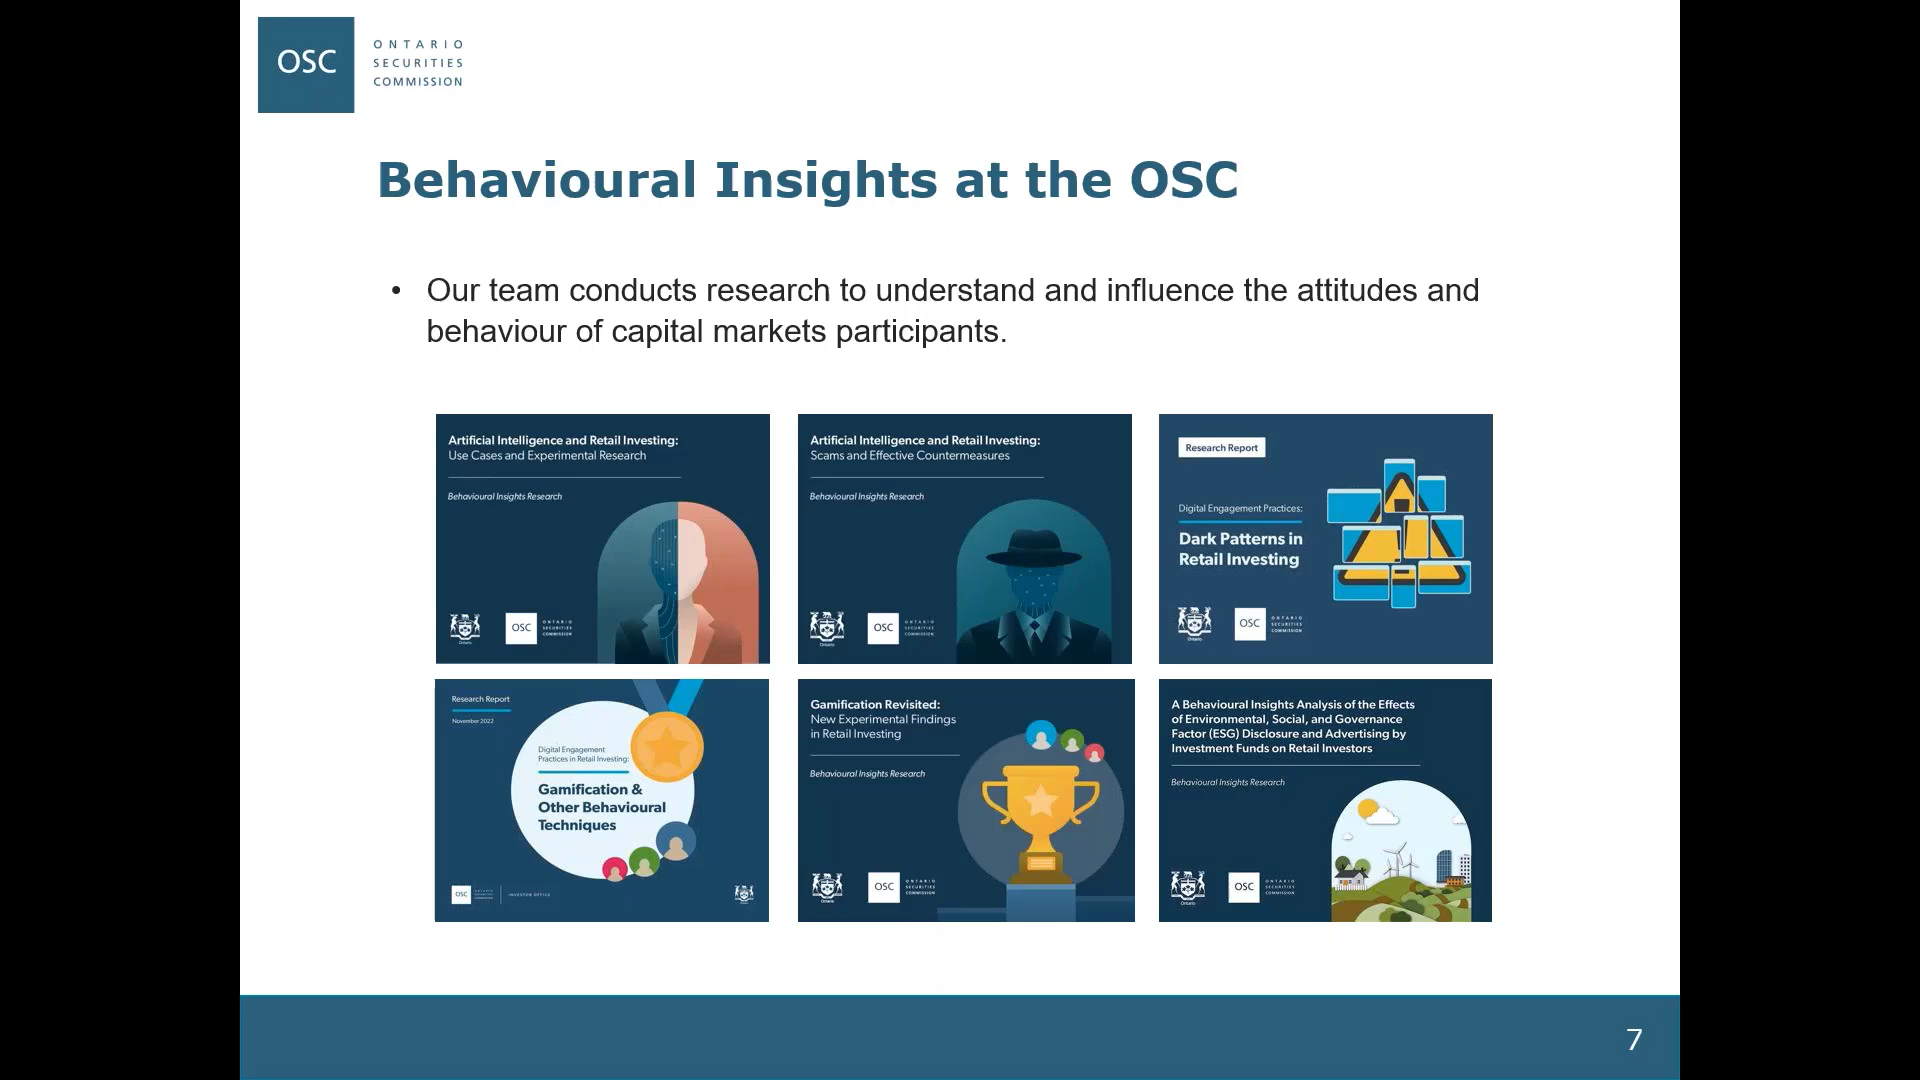 OSC
ONTARIO
SECURITIES
COMMISSION
Behavioural Insights at the OSC
• Our team conducts research to understand and influence the attitudes and
behaviour of capital markets participants.
Artificial Intelligence and Retail Investing:
Use Cases and Experimental Research
Behavioural Insights Research
Ontario
OSC
ONTARIO
SECURITIES
COMMISSION
Artificial Intelligence and Retail Investing:
Scams and Effective Countermeasures
Behavioural Insights Research
Ontario
OSC
ONTARIO
SECURITIES
COMMISSION
Research Report
Digital Engagement Practices:
Dark Patterns in
Retail Investing
Ontario
OSC
ONTARIO
SECURITIES
COMMISSION
Research Report
November 2022
Digital Engagement
Practices in Retail Investing:
Gamification &
Other Behavioural
Techniques
OSC
INVESTOR OFFICE
Gamification Revisited:
New Experimental Findings
in Retail Investing
Behavioural Insights Research
Ontario
OSC
ONTARIO
SECURITIES
COMMISSION
A Behavioural Insights Analysis of the Effects
of Environmental, Social, and Governance
Factor (ESG) Disclosure and Advertising by
Investment Funds on Retail Investors
Behavioural Insights Research
Ontario
OSC
ONTARIO
SECURITIES
COMMISSION
7